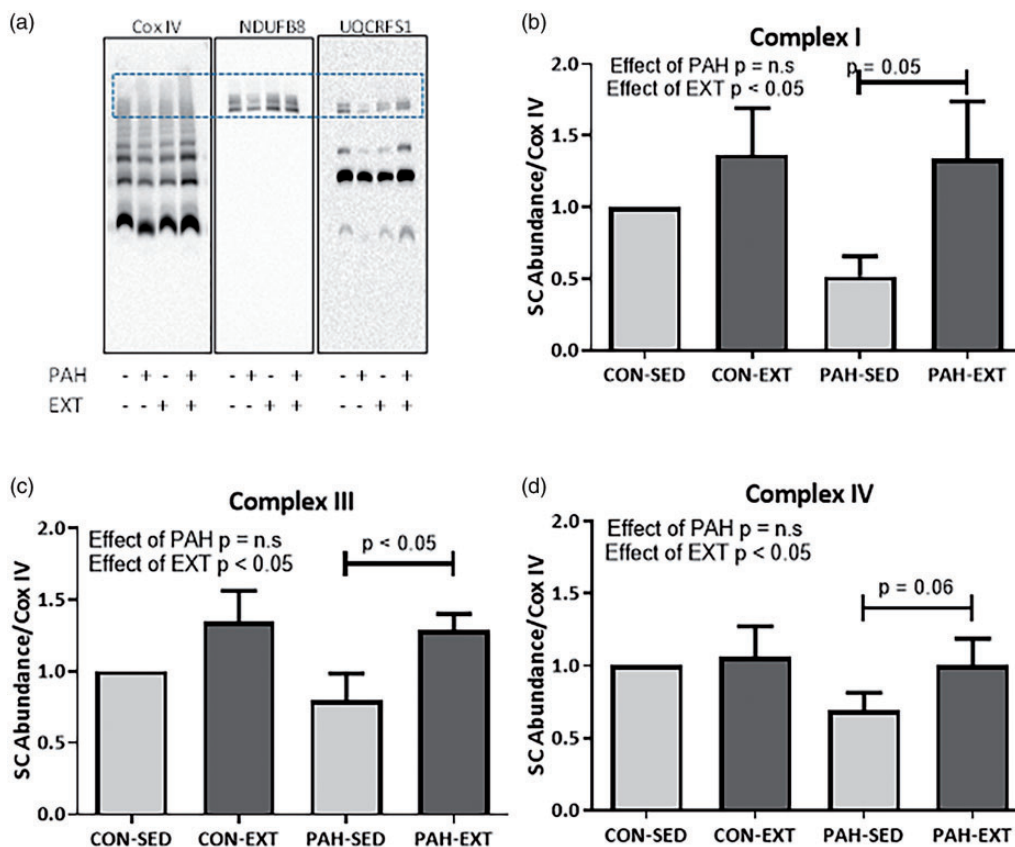 (a)
Cox IV NDUFB8 UQCRFS1
PAH - + - + - + - + - + - +
EXT - - + + - - + + - - + +
(b)
Complex I
Effect of PAH p = n.s
Effect of EXT p < 0.05
p = 0.05
SC Abundance/Cox IV
2.0
1.5
1.0
0.5
0.0
CON-SED CON-EXT PAH-SED PAH-EXT
(c)
Complex III
Effect of PAH p = n.s
Effect of EXT p < 0.05
p < 0.05
SC Abundance/Cox IV
2.0
1.5
1.0
0.5
0.0
CON-SED CON-EXT PAH-SED PAH-EXT
(d)
Complex IV
Effect of PAH p = n.s
Effect of EXT p < 0.05
p = 0.06
SC Abundance/Cox IV
2.0
1.5
1.0
0.5
0.0
CON-SED CON-EXT PAH-SED PAH-EXT